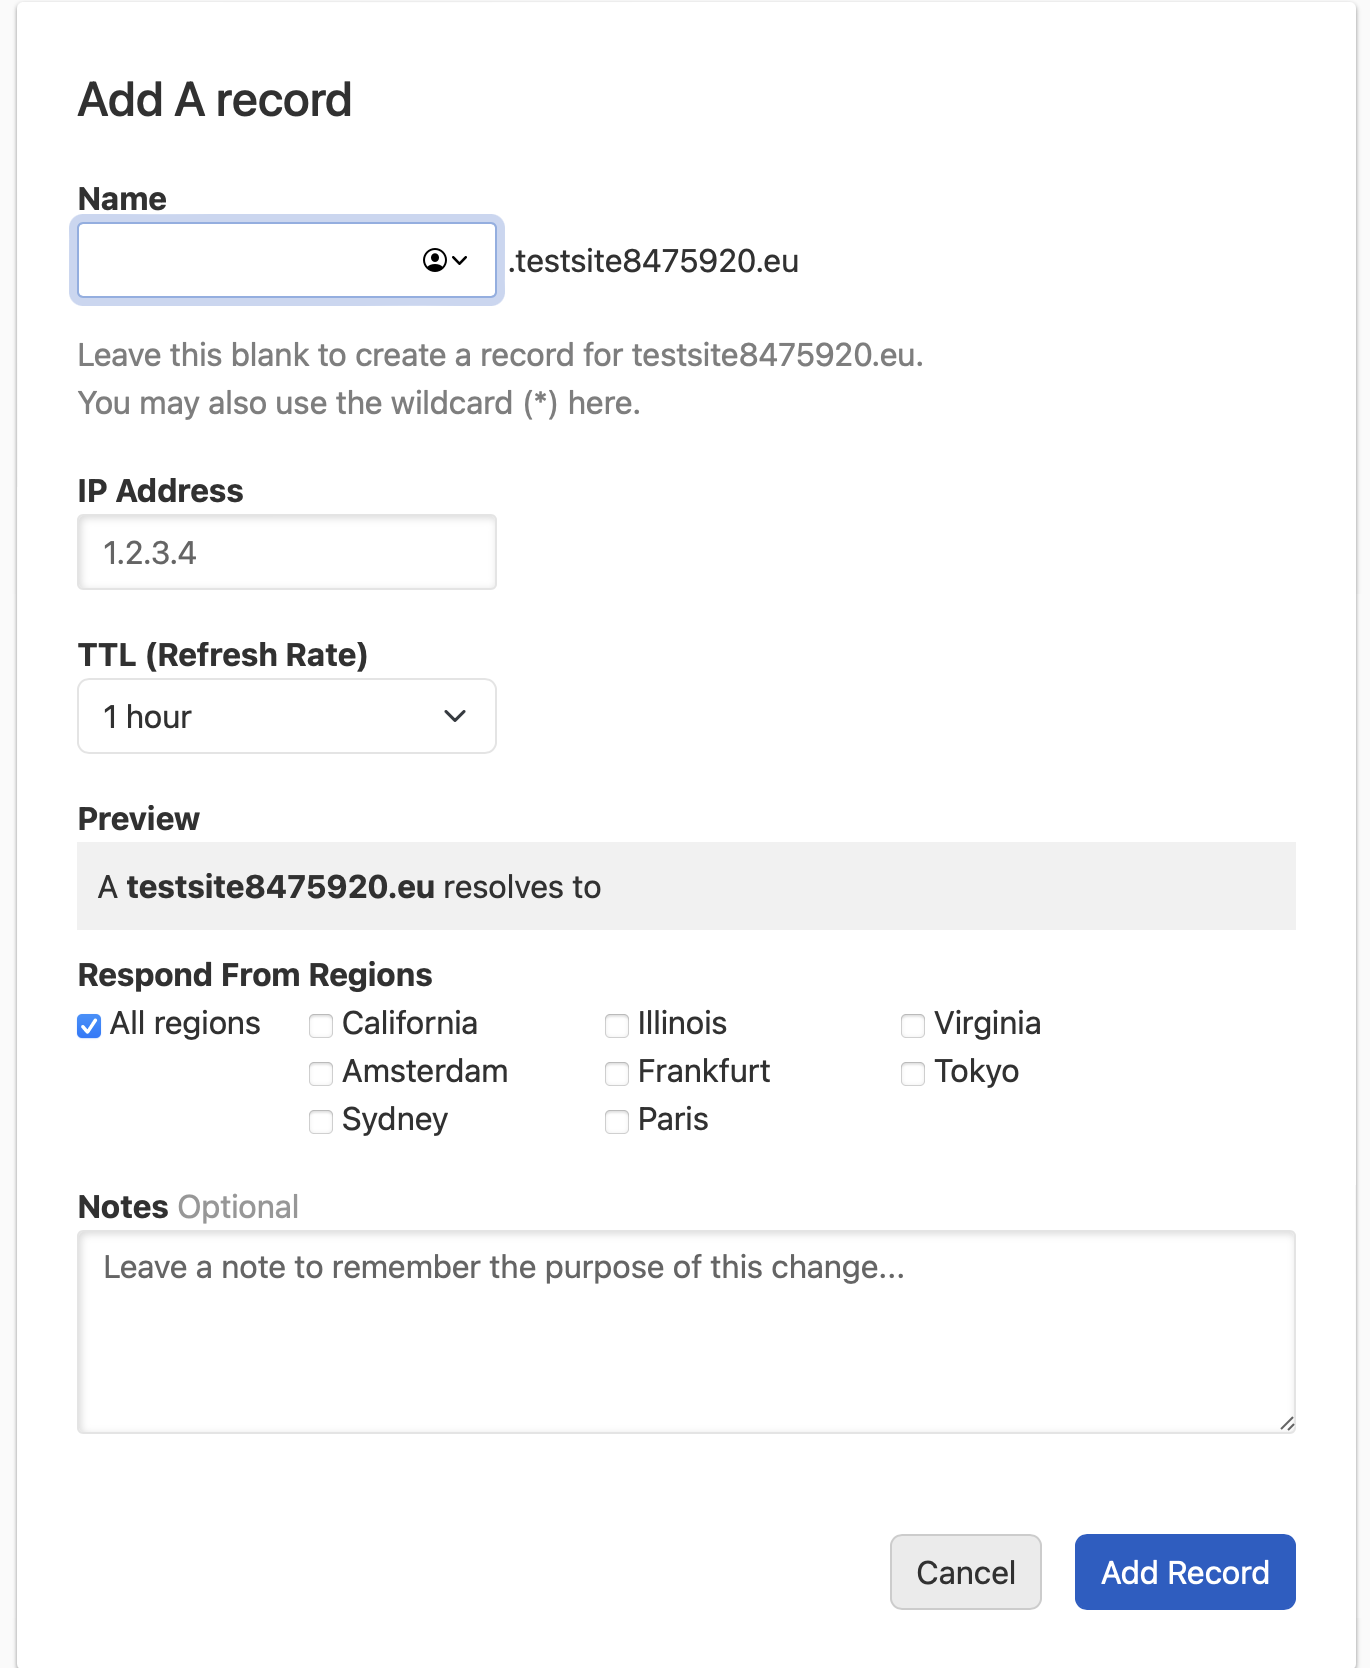 Add A record
Name
.testsite8475920.eu
Leave this blank to create a record for testsite8475920.eu.
You may also use the wildcard (*) here.
IP Address
1.2.3.4
TTL (Refresh Rate)
1 hour
Preview
A testsite8475920.eu resolves to
Respond From Regions
All regions California Illinois Virginia
Amsterdam Frankfurt Tokyo
Sydney Paris
Notes Optional
Leave a note to remember the purpose of this change...
Cancel Add Record